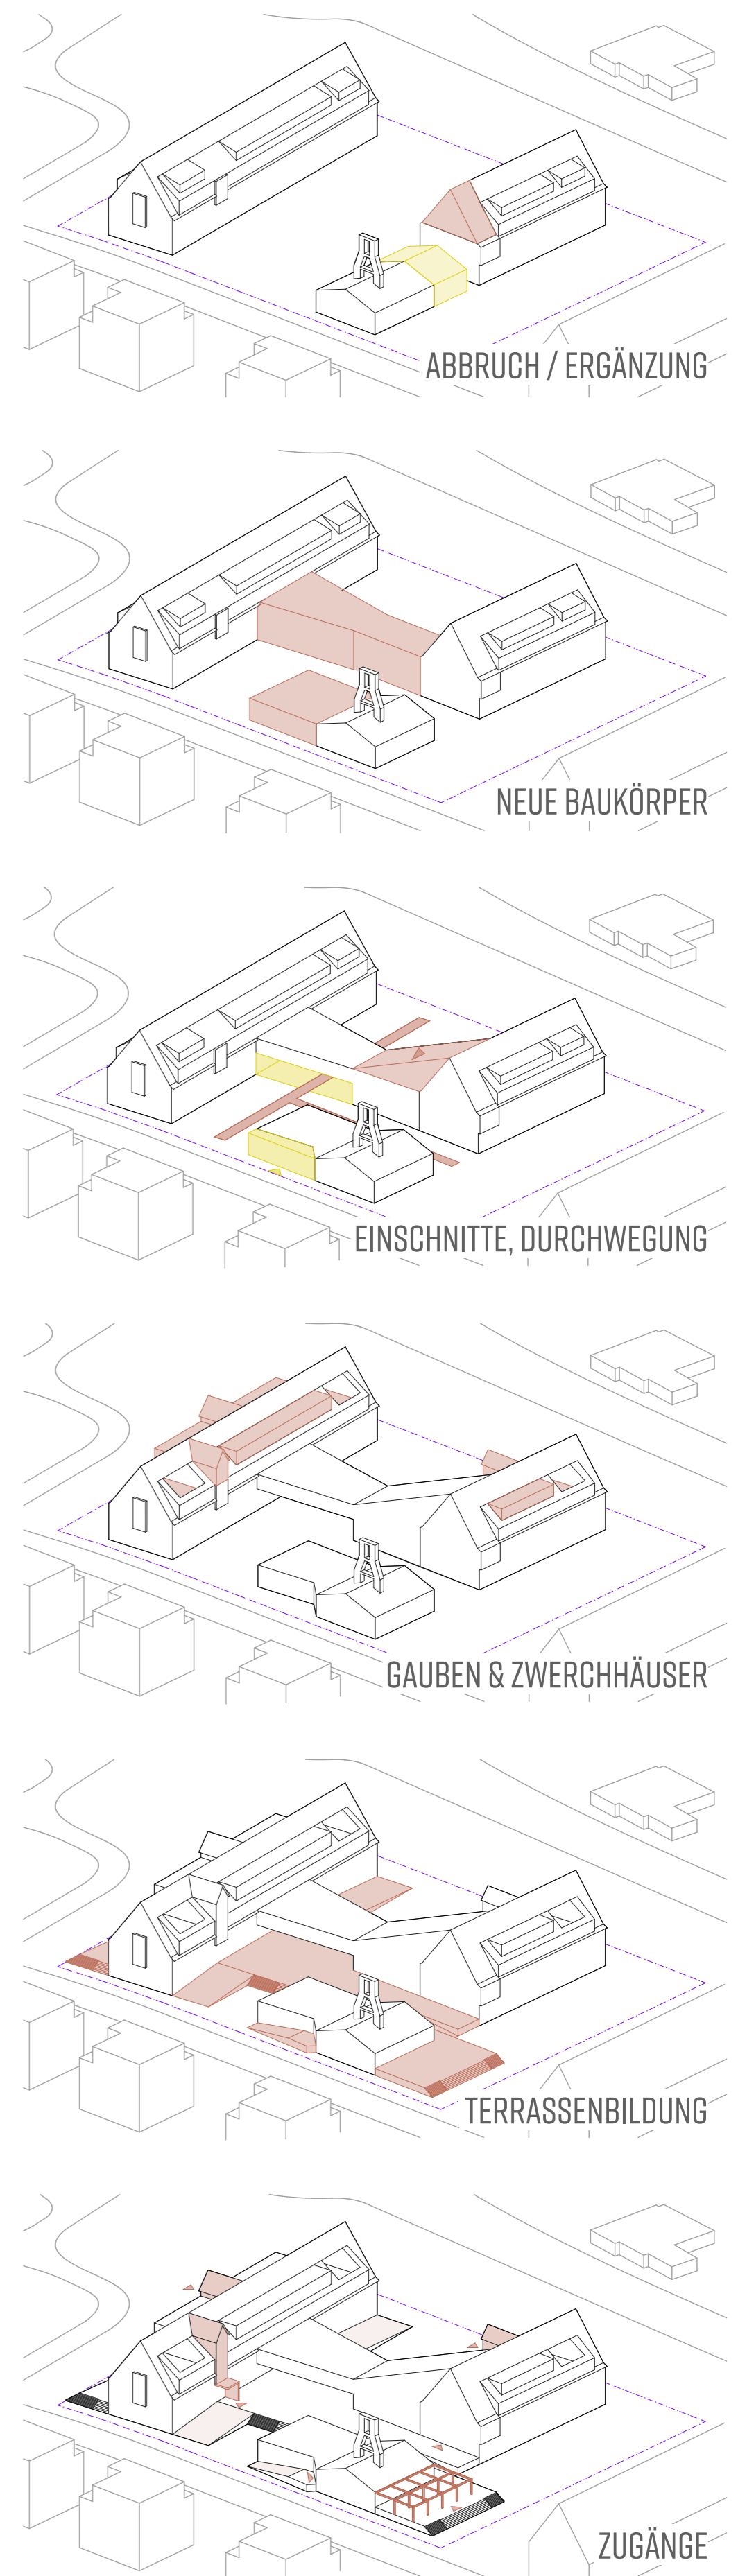 ABBRUCH / ERGÄNZUNG
NEUE BAUKÖRPER
EINSCHNITTE, DURCHWEGUNG
GAUBEN & ZWERCHHÄUSER
TERRASSENBILDUNG
ZUGÄNGE